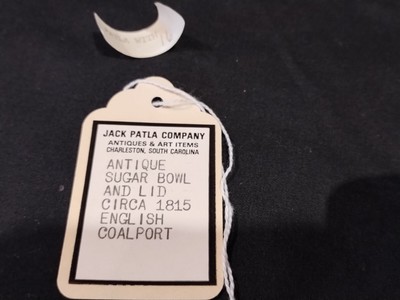 JACK PATLA COMPANY
ANTIQUES & ART ITEMS
CHARLESTON, SOUTH CAROLINA
ANTIQUE
SUGAR BOWL
AND LID
CIRCA 1815
ENGLISH
COALPORT